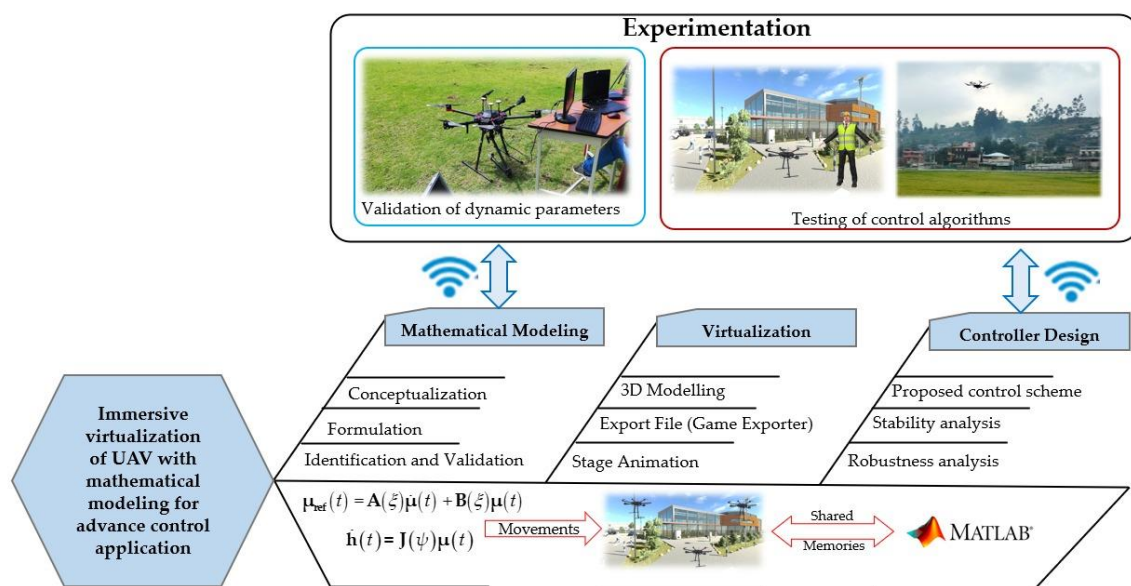 Experimentation
Validation of dynamic parameters
Testing of control algorithms
Mathematical Modeling
Virtualization
Controller Design
Conceptualization
Formulation
Identification and Validation
3D Modelling
Export File (Game Exporter)
Stage Animation
Proposed control scheme
Stability analysis
Robustness analysis
Immersive
virtualization
of UAV with
mathematical
modeling for
advance control
application
μ_ref(t) = A(ξ)μ̇(t) + B(ξ)μ(t)
ḣ(t) = J(ψ)μ(t)
Movements
Shared
Memories
MATLAB®